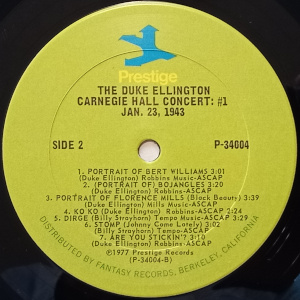 Prestige
THE DUKE ELLINGTON
CARNEGIE HALL CONCERT: #1
JAN. 23, 1943
SIDE 2
P-34004
1. PORTRAIT OF BERT WILLIAMS 3:01
(Duke Ellington) Robbins Music-ASCAP
2. (PORTRAIT OF) BOJANGLES 3:20
(Duke Ellington) Robbins Music-ASCAP
3. PORTRAIT OF FLORENCE MILLS (Black Beauty) 3:39
(Duke Ellington) Mills Music-ASCAP
4. KO KO (Duke Ellington) Robbins-ASCAP 2:24
5. DIRGE (Billy Strayhorn) Tempo-ASCAP 3:29
6. STOMP (Johnny Come Lately) 3:02
(Billy Strayhorn) Tempo-ASCAP
7. ARE YOU STICKIN'? 3:11
(Duke Ellington) Robbins-ASCAP
©1977 Prestige Records
(P-34004-B)
DISTRIBUTED BY FANTASY RECORDS, BERKELEY, CALIFORNIA